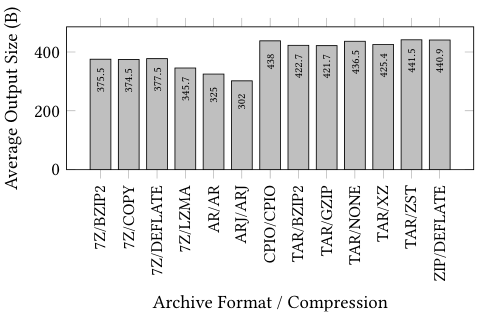 Average Output Size (B)
400
200
0
375.5
374.5
377.5
345.7
325
302
438
422.7
421.7
436.5
425.4
441.5
440.9
7Z/BZIP2
7Z/COPY
7Z/DEFLATE
7Z/LZMA
AR/AR
ARJ/ARJ
CPIO/CPIO
TAR/BZIP2
TAR/GZIP
TAR/NONE
TAR/XZ
TAR/ZST
ZIP/DEFLATE
Archive Format / Compression